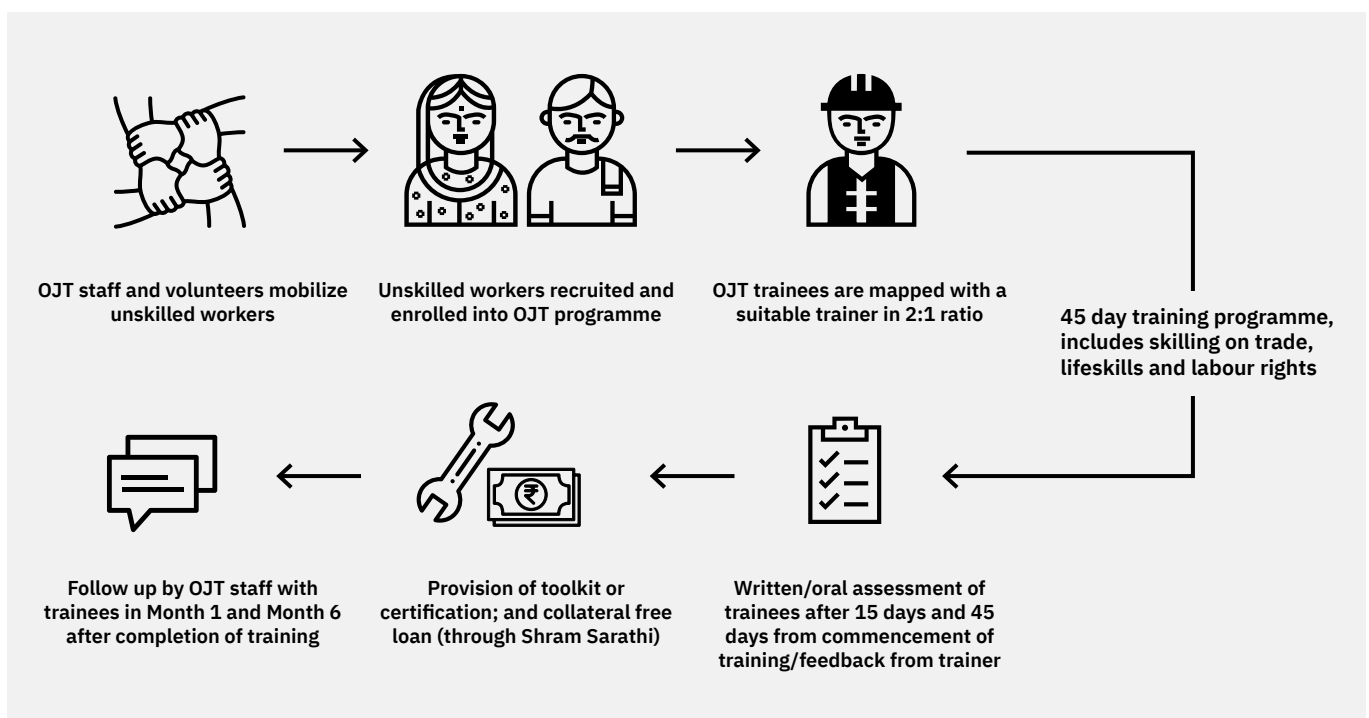 OJT staff and volunteers mobilize
unskilled workers
Unskilled workers recruited and
enrolled into OJT programme
OJT trainees are mapped with a
suitable trainer in 2:1 ratio
45 day training programme,
includes skilling on trade,
lifeskills and labour rights
Written/oral assessment of
trainees after 15 days and 45
days from commencement of
training/feedback from trainer
₹
Provision of toolkit or
certification; and collateral free
loan (through Shram Sarathi)
Follow up by OJT staff with
trainees in Month 1 and Month 6
after completion of training